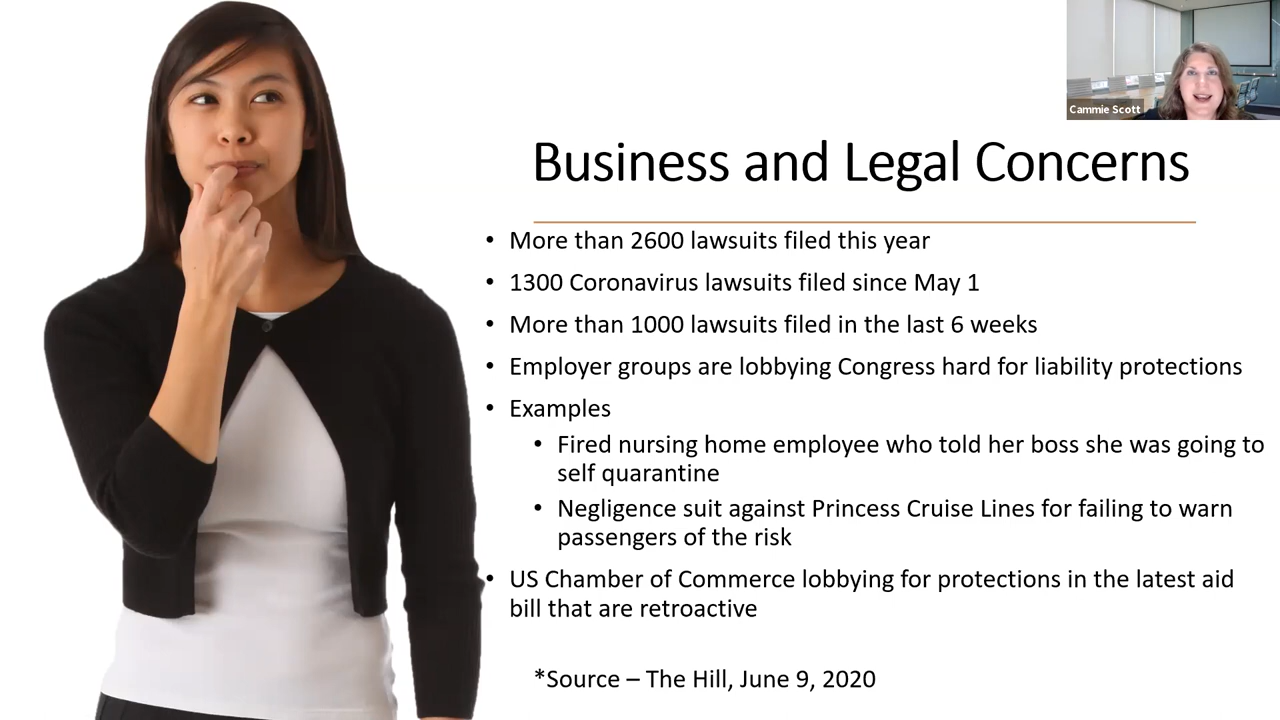 Cammie Scott
Business and Legal Concerns
• More than 2600 lawsuits filed this year
• 1300 Coronavirus lawsuits filed since May 1
• More than 1000 lawsuits filed in the last 6 weeks
• Employer groups are lobbying Congress hard for liability protections
• Examples
• Fired nursing home employee who told her boss she was going to
self quarantine
• Negligence suit against Princess Cruise Lines for failing to warn
passengers of the risk
• US Chamber of Commerce lobbying for protections in the latest aid
bill that are retroactive
*Source – The Hill, June 9, 2020